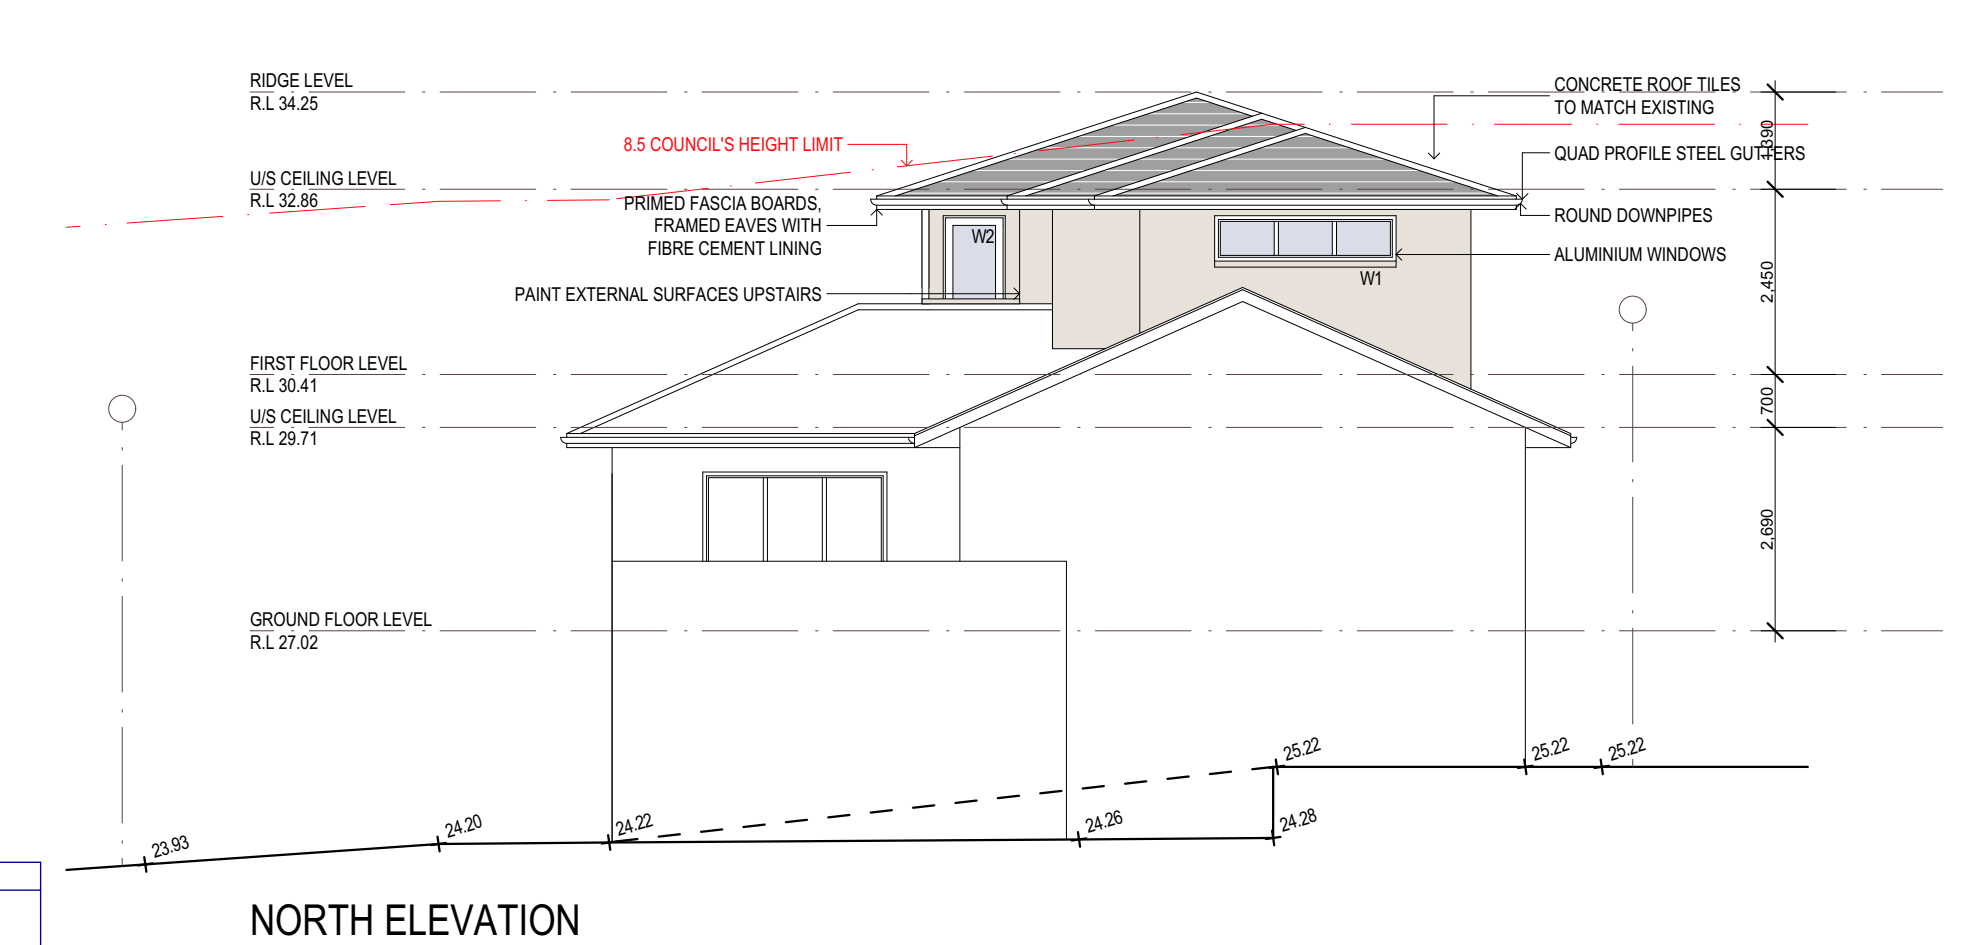 RIDGE LEVEL
R.L 34.25
8.5 COUNCIL'S HEIGHT LIMIT
U/S CEILING LEVEL
R.L 32.86
PRIMED FASCIA BOARDS,
FRAMED EAVES WITH
FIBRE CEMENT LINING
PAINT EXTERNAL SURFACES UPSTAIRS
W2
W1
CONCRETE ROOF TILES
TO MATCH EXISTING
QUAD PROFILE STEEL GUTTERS
ROUND DOWNPIPES
ALUMINIUM WINDOWS
1,390
2,450
700
2,690
FIRST FLOOR LEVEL
R.L 30.41
U/S CEILING LEVEL
R.L 29.71
GROUND FLOOR LEVEL
R.L 27.02
23.93
24.20
24.22
24.26
24.28
25.22
25.22
25.22
NORTH ELEVATION